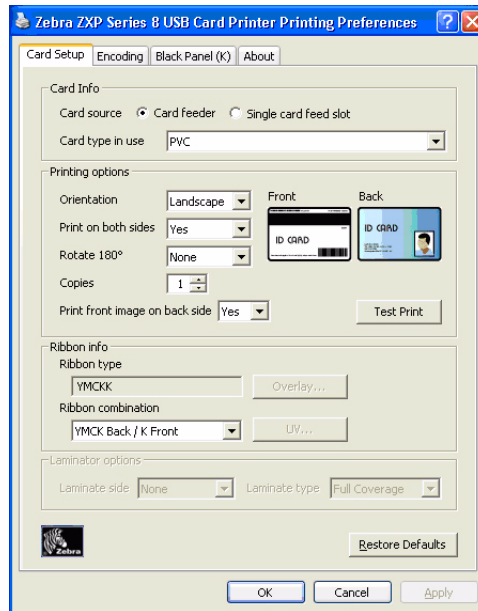 Zebra ZXP Series 8 USB Card Printer Printing Preferences
Card Setup Encoding Black Panel (K) About
Card Info
Card source Card feeder Single card feed slot
Card type in use PVC
Printing options
Orientation Landscape Front Back
Print on both sides Yes
ID CARD ID CARD
Rotate 180° None
Copies 1
Print front image on back side Yes Test Print
Ribbon info
Ribbon type
YMCKK Overlay...
Ribbon combination
YMCK Back / K Front UV...
Laminator options
Laminate side None Laminate type Full Coverage
Zebra Restore Defaults
OK Cancel Apply